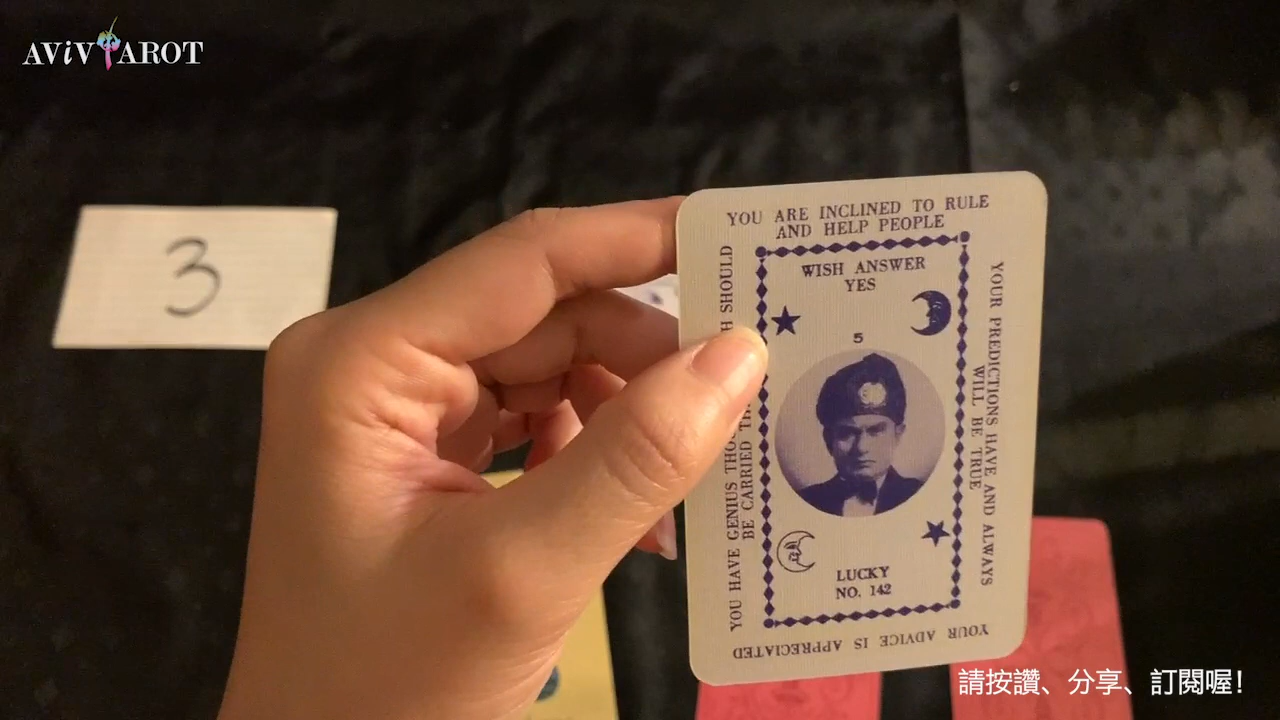 AViVTAROT
3
YOU ARE INCLINED TO RULE
AND HELP PEOPLE
WISH ANSWER
YES
5
LUCKY
NO. 142
YOUR PREDICTIONS HAVE AND ALWAYS
WILL BE TRUE
YOUR ADVICE IS APPRECIATED
YOU HAVE GENIUS SHOULD
BE CARRIED
請按讚、分享、訂閱喔!